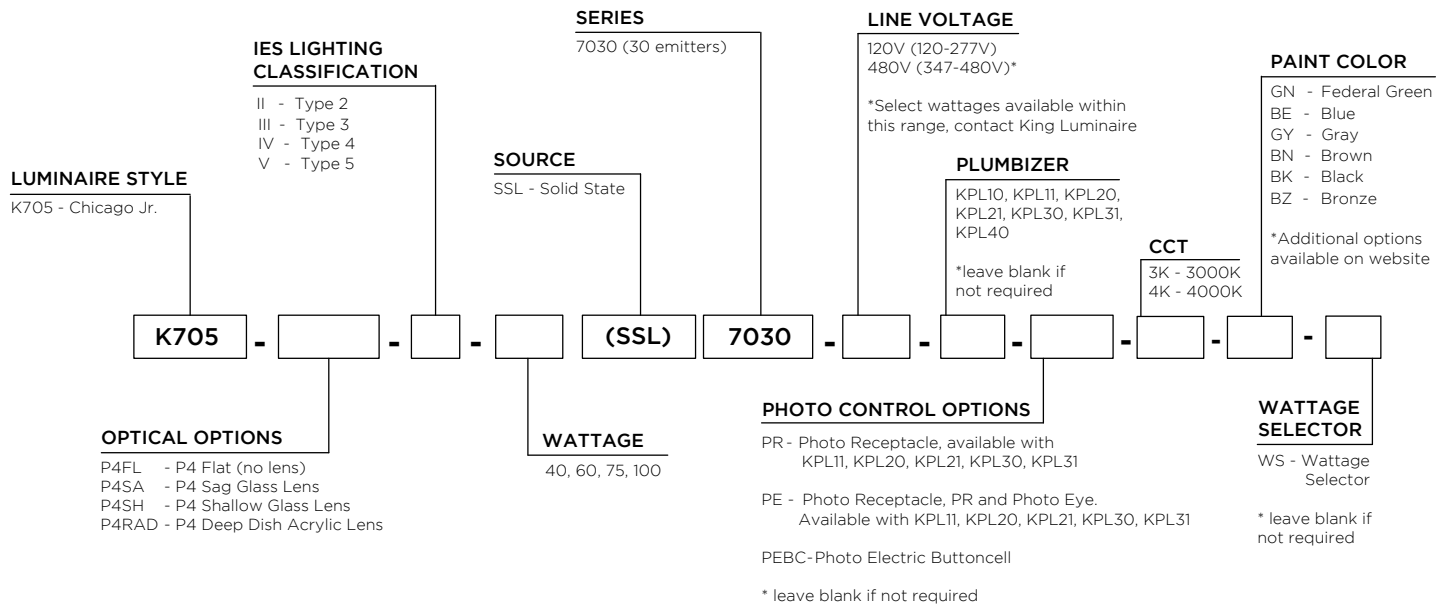 SERIES
7030 (30 emitters)
LINE VOLTAGE
120V (120-277V)
480V (347-480V)*
*Select wattages available within
this range, contact King Luminaire
IES LIGHTING
CLASSIFICATION
II - Type 2
III - Type 3
IV - Type 4
V - Type 5
PAINT COLOR
GN - Federal Green
BE - Blue
GY - Gray
BN - Brown
BK - Black
BZ - Bronze
*Additional options
available on website
SOURCE
SSL - Solid State
PLUMBIZER
KPL10, KPL11, KPL20,
KPL21, KPL30, KPL31,
KPL40
*leave blank if
not required
LUMINAIRE STYLE
K705 - Chicago Jr.
CCT
3K - 3000K
4K - 4000K
K705 - - - (SSL) 7030 - - - - - -
OPTICAL OPTIONS
P4FL - P4 Flat (no lens)
P4SA - P4 Sag Glass Lens
P4SH - P4 Shallow Glass Lens
P4RAD - P4 Deep Dish Acrylic Lens
WATTAGE
40, 60, 75, 100
PHOTO CONTROL OPTIONS
PR - Photo Receptacle, available with
KPL11, KPL20, KPL21, KPL30, KPL31
PE - Photo Receptacle, PR and Photo Eye.
Available with KPL11, KPL20, KPL21, KPL30, KPL31
PEBC-Photo Electric Buttoncell
* leave blank if not required
WATTAGE
SELECTOR
WS - Wattage
Selector
* leave blank if
not required